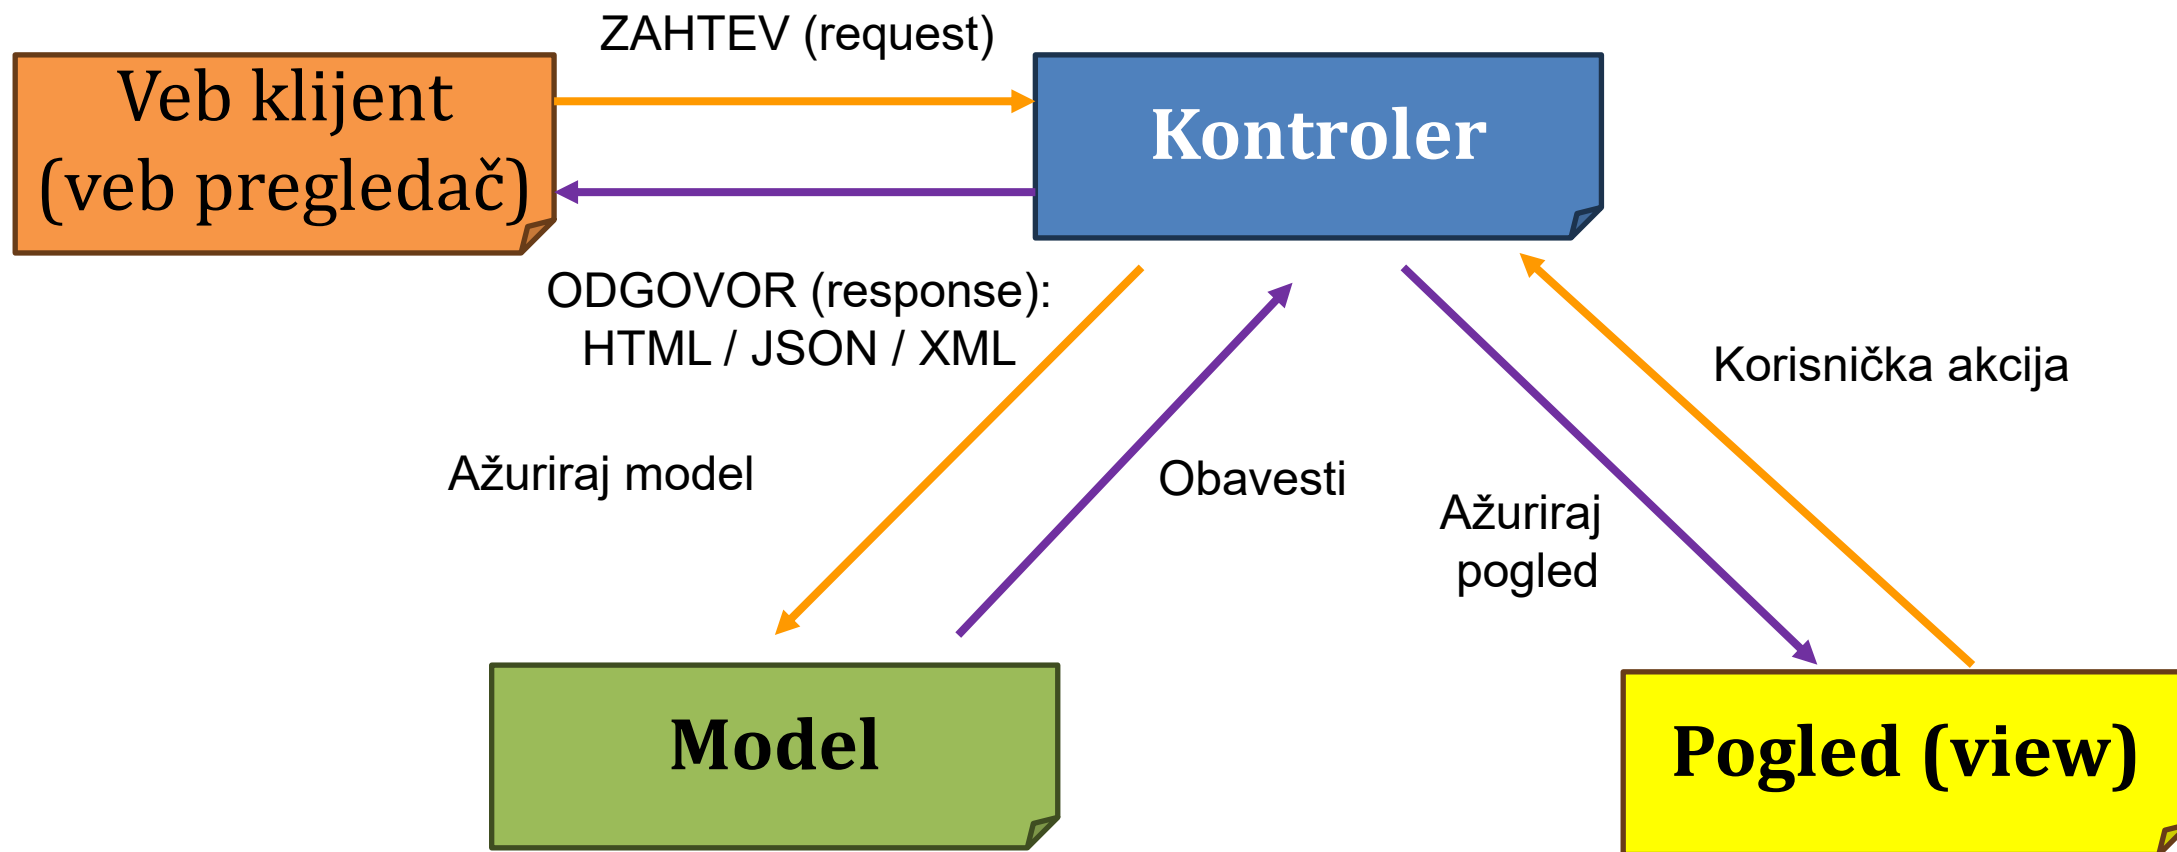 ZAHTEV (request)
Veb klijent
(veb pregledač)
Kontroler
ODGOVOR (response):
HTML / JSON / XML
Korisnička akcija
Ažuriraj model
Obavesti
Ažuriraj
pogled
Model
Pogled (view)